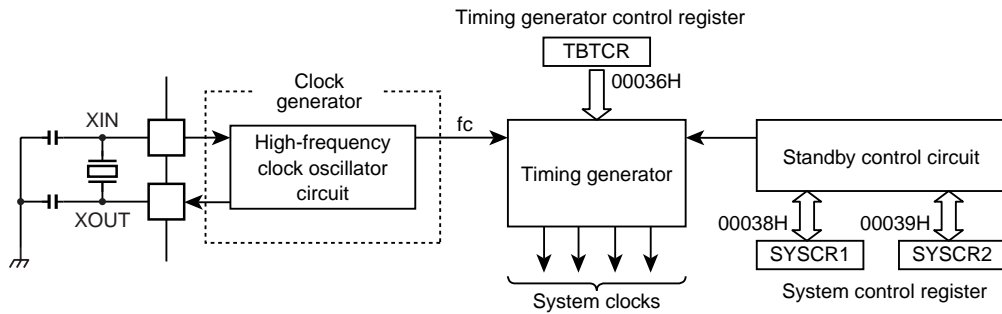 Timing generator control register
TBTCR
00036H
Clock
generator
XIN
High-frequency
clock oscillator
circuit
fc
Timing generator
Standby control circuit
XOUT
00038H
00039H
SYSCR1
SYSCR2
System clocks
System control register